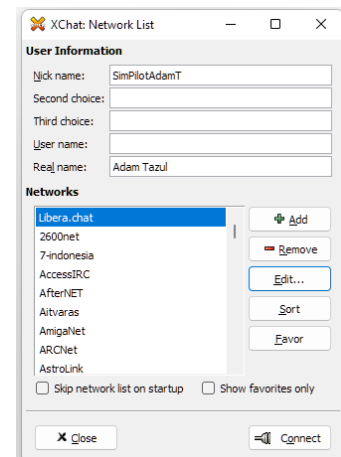 XChat: Network List
User Information
Nick name: SimPilotAdamT
Second choice:
Third choice:
User name:
Real name: Adam Tazul
Networks
Libera.chat
2600net
7-indonesia
AccessIRC
AfterNET
Aitvaras
AmigaNet
ARCNet
AstroLink
Add
Remove
Edit...
Sort
Favor
Skip network list on startup Show favorites only
Close Connect